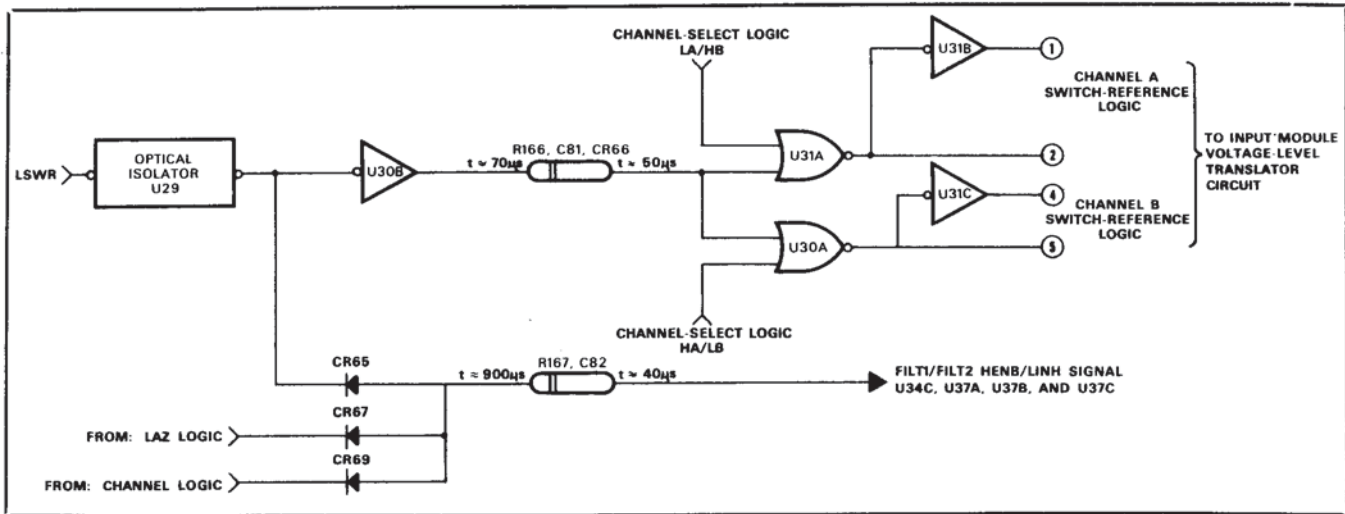 CHANNEL-SELECT LOGIC
LA/HB
U31B
1
CHANNEL A
SWITCH-REFERENCE
LOGIC
LSWR
OPTICAL
ISOLATOR
U29
U30B
t ≈ 70µs
R166, C81, CR66
t ≈ 50µs
U31A
2
TO INPUT MODULE
VOLTAGE-LEVEL
TRANSLATOR
CIRCUIT
U31C
4
CHANNEL B
SWITCH-REFERENCE
LOGIC
U30A
5
CHANNEL-SELECT LOGIC
HA/LB
CR65
t ≈ 900µs
R167, C82
t ≈ 40µs
FILT1/FILT2 HENB/LINH SIGNAL
U34C, U37A, U37B, AND U37C
CR67
FROM: LAZ LOGIC
CR69
FROM: CHANNEL LOGIC